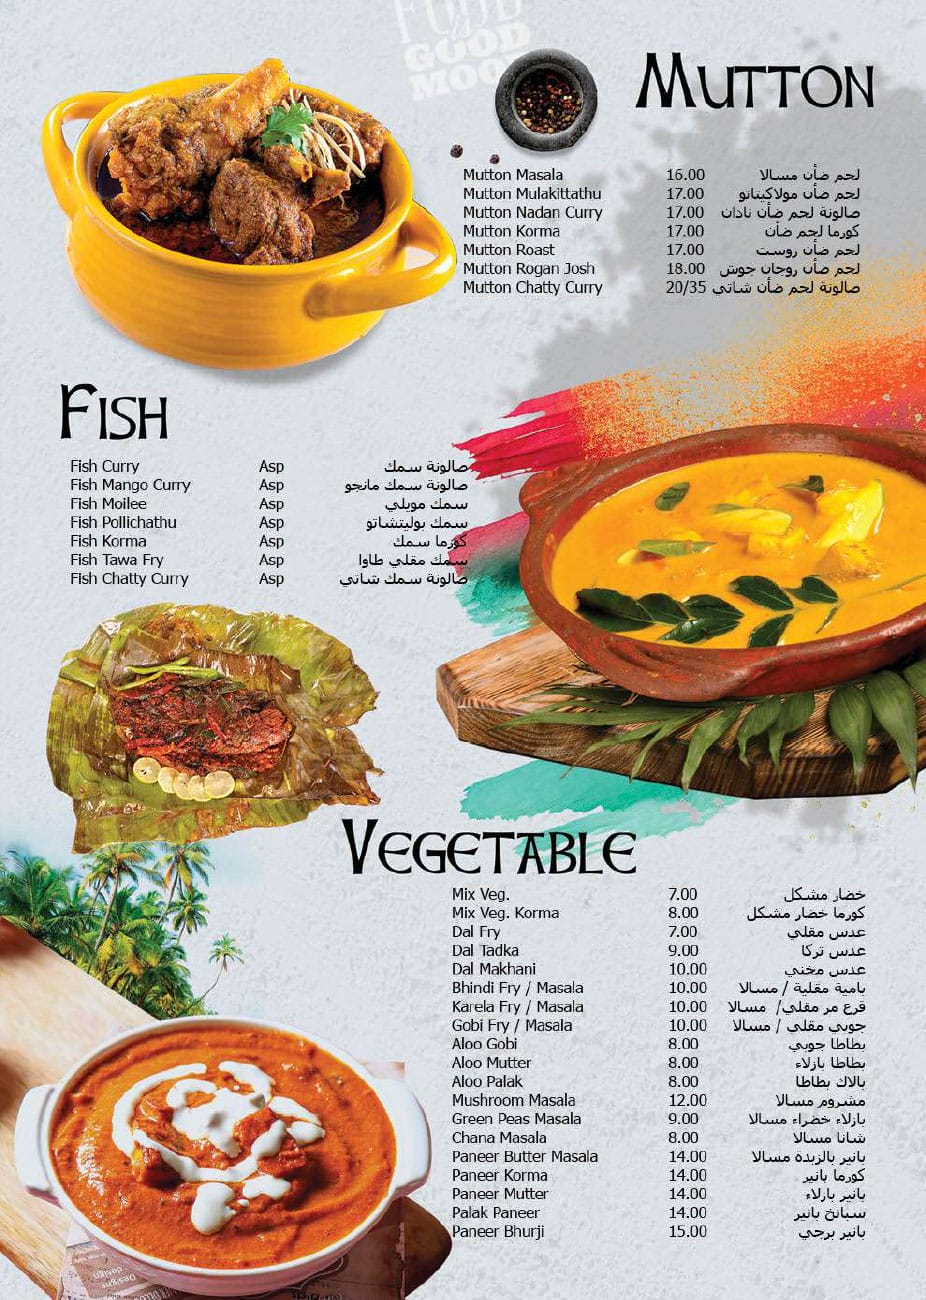 FOOD
&
GOOD
MOOD
MUTTON
Mutton Masala 16.00 لحم ضأن مسالا
Mutton Mulakittathu 17.00 لحم ضأن مولاكيتاتو
Mutton Nadan Curry 17.00 صالونة لحم ضأن نادان
Mutton Korma 17.00 كورما لحم ضأن
Mutton Roast 17.00 لحم ضأن روست
Mutton Rogan Josh 18.00 لحم ضأن روجان جوش
Mutton Chatty Curry 20/35 صالونة لحم ضأن شاتي
FISH
Fish Curry Asp صالونة سمك
Fish Mango Curry Asp صالونة سمك مانجو
Fish Moilee Asp سمك مويلي
Fish Pollichathu Asp سمك بوليتشاتو
Fish Korma Asp كورما سمك
Fish Tawa Fry Asp سمك مقلي طاوا
Fish Chatty Curry Asp صالونة سمك شاتي
VEGETABLE
Mix Veg. 7.00 خضار مشكل
Mix Veg. Korma 8.00 كورما خضار مشكل
Dal Fry 7.00 عدس مقلي
Dal Tadka 9.00 عدس تركا
Dal Makhani 10.00 عدس مخني
Bhindi Fry / Masala 10.00 بامية مقلية / مسالا
Karela Fry / Masala 10.00 قرع مر مقلي/ مسالا
Gobi Fry / Masala 10.00 جوبي مقلي / مسالا
Aloo Gobi 8.00 بطاطا جوبي
Aloo Mutter 8.00 بطاطا بازلاء
Aloo Palak 8.00 بالاك بطاطا
Mushroom Masala 12.00 مشروم مسالا
Green Peas Masala 9.00 بازلاء خضراء مسالا
Chana Masala 8.00 شانا مسالا
Paneer Butter Masala 14.00 بانير بالزبدة مسالا
Paneer Korma 14.00 كورما بانير
Paneer Mutter 14.00 بانير بازلاء
Palak Paneer 14.00 سبانخ بانير
Paneer Bhurji 15.00 بانير برجي